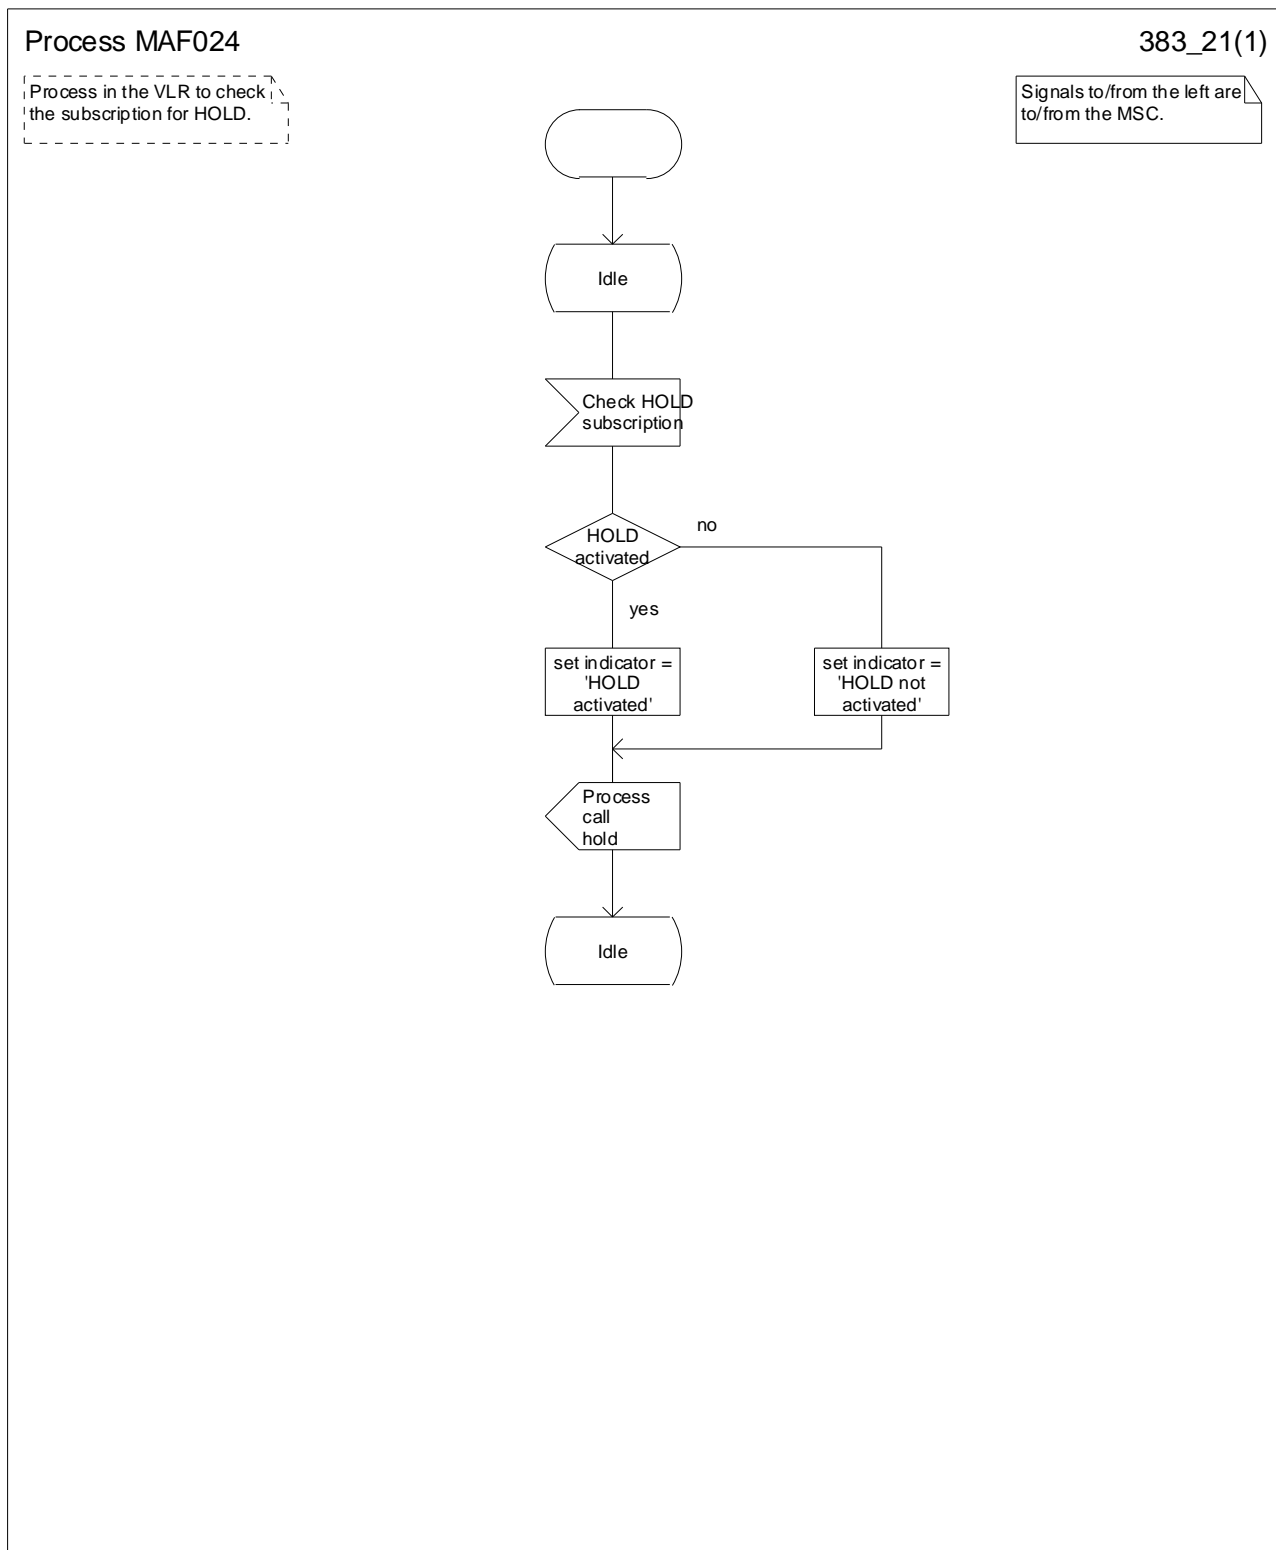 Process MAF024
383_21(1)
Process in the VLR to check
the subscription for HOLD.
Signals to/from the left are
to/from the MSC.
Idle
Check HOLD
subscription
HOLD
activated
no
yes
set indicator =
'HOLD
activated'
set indicator =
'HOLD not
activated'
Process
call
hold
Idle